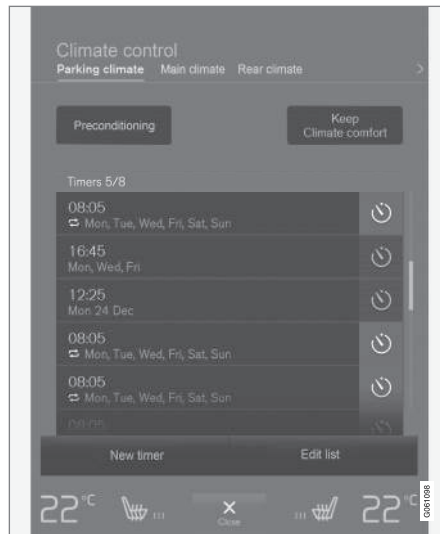 Climate control
Parking climate Main climate Rear climate >
Preconditioning
Keep
Climate comfort
Timers 5/8
08:05
Mon, Tue, Wed, Fri, Sat, Sun
16:45
Mon, Wed, Fri
12:25
Mon 24 Dec
08:05
Mon, Tue, Wed, Fri, Sat, Sun
08:05
Mon, Tue, Wed, Fri, Sat, Sun
New timer Edit list
22°C 22°C
Close
G061098